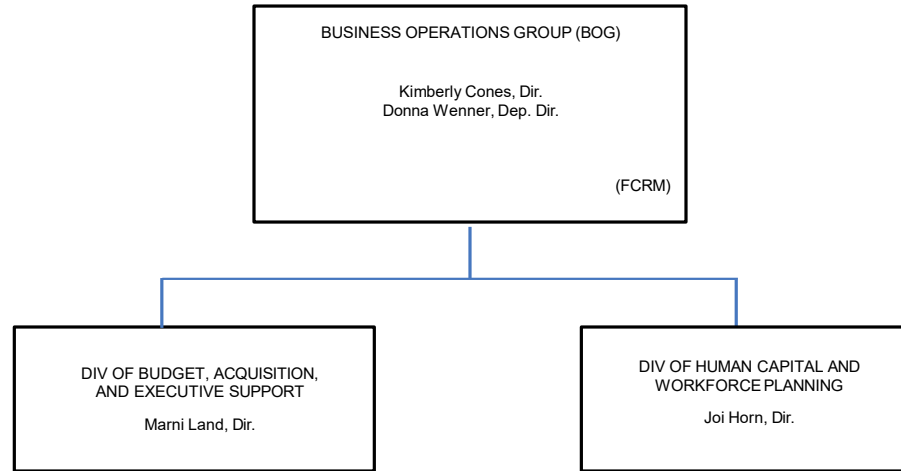 BUSINESS OPERATIONS GROUP (BOG)
Kimberly Cones, Dir.
Donna Wenner, Dep. Dir.
(FCRM)
DIV OF BUDGET, ACQUISITION,
AND EXECUTIVE SUPPORT
Marni Land, Dir.
DIV OF HUMAN CAPITAL AND
WORKFORCE PLANNING
Joi Horn, Dir.